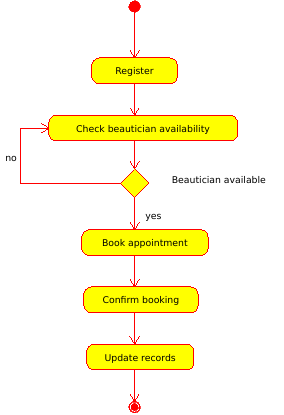 Register
Check beautician availability
no
Beautician available
yes
Book appointment
Confirm booking
Update records